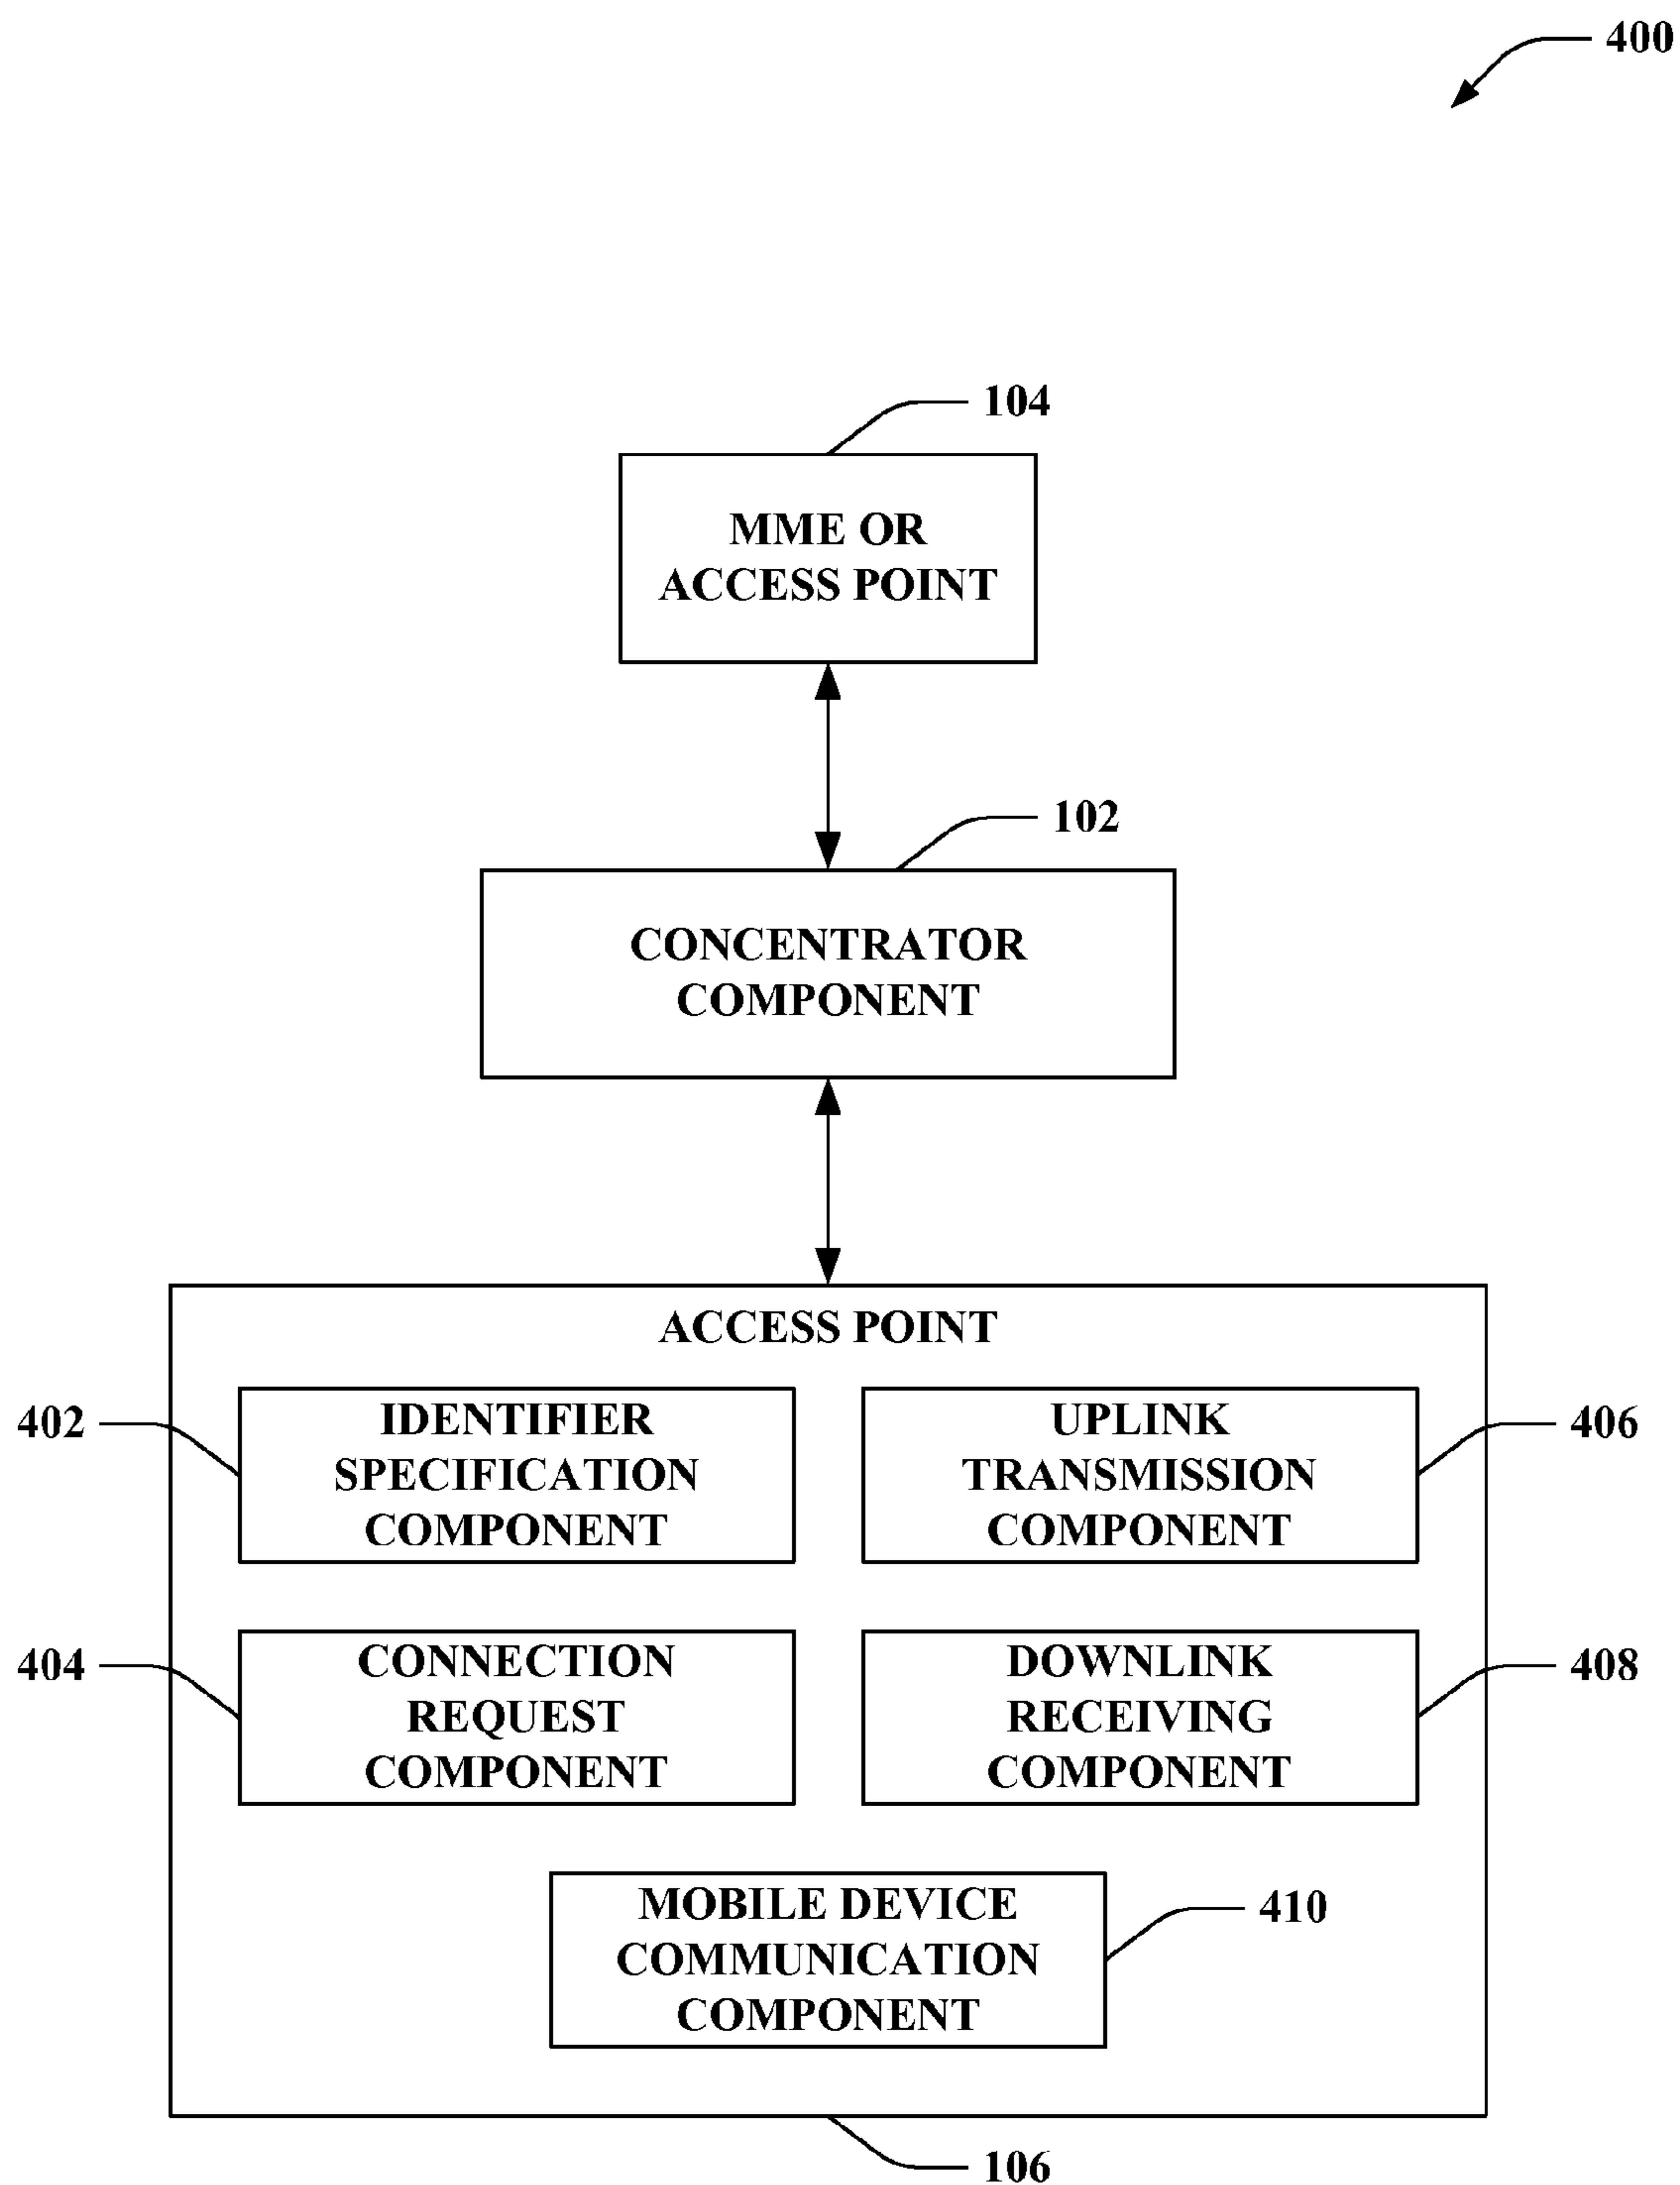 400
104
MME OR
ACCESS POINT
102
CONCENTRATOR
COMPONENT
ACCESS POINT
402
IDENTIFIER
SPECIFICATION
COMPONENT
UPLINK
TRANSMISSION
COMPONENT
406
404
CONNECTION
REQUEST
COMPONENT
DOWNLINK
RECEIVING
COMPONENT
408
MOBILE DEVICE
COMMUNICATION
COMPONENT
410
106